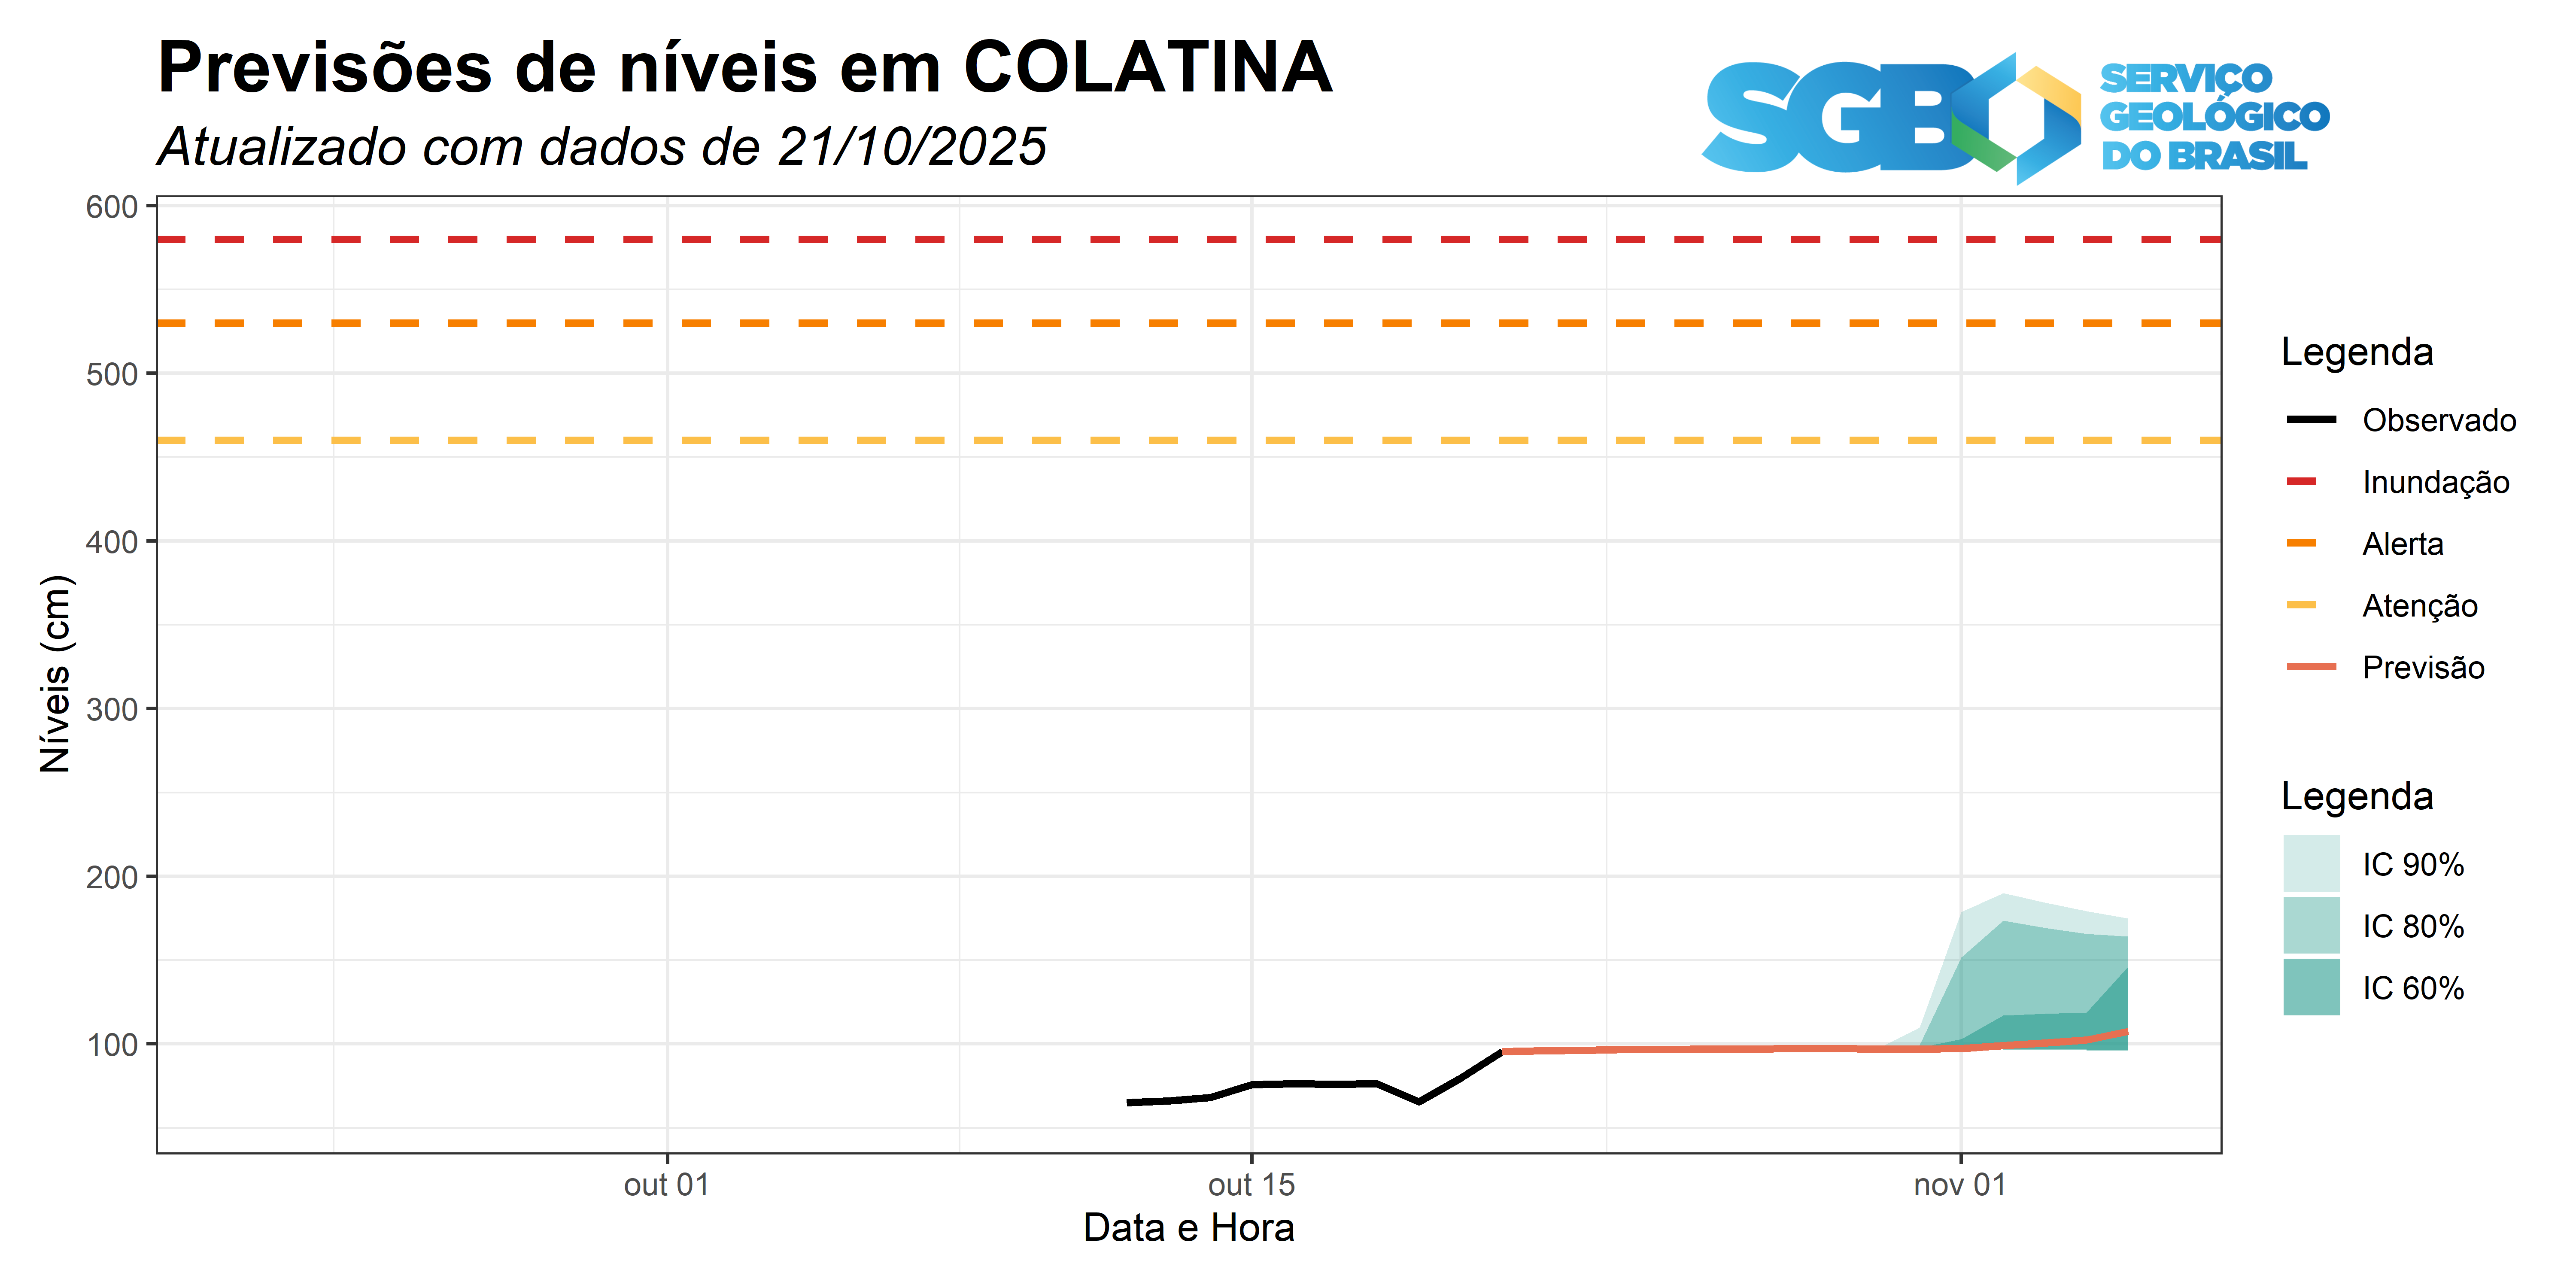 Previsões de níveis em COLATINA
Atualizado com dados de 21/10/2025
SGB
SERVIÇO
GEOLÓGICO
DO BRASIL
600
500
400
300
200
100
Níveis (cm)
out 01
out 15
nov 01
Data e Hora
Legenda
Observado
Inundação
Alerta
Atenção
Previsão
Legenda
IC 90%
IC 80%
IC 60%